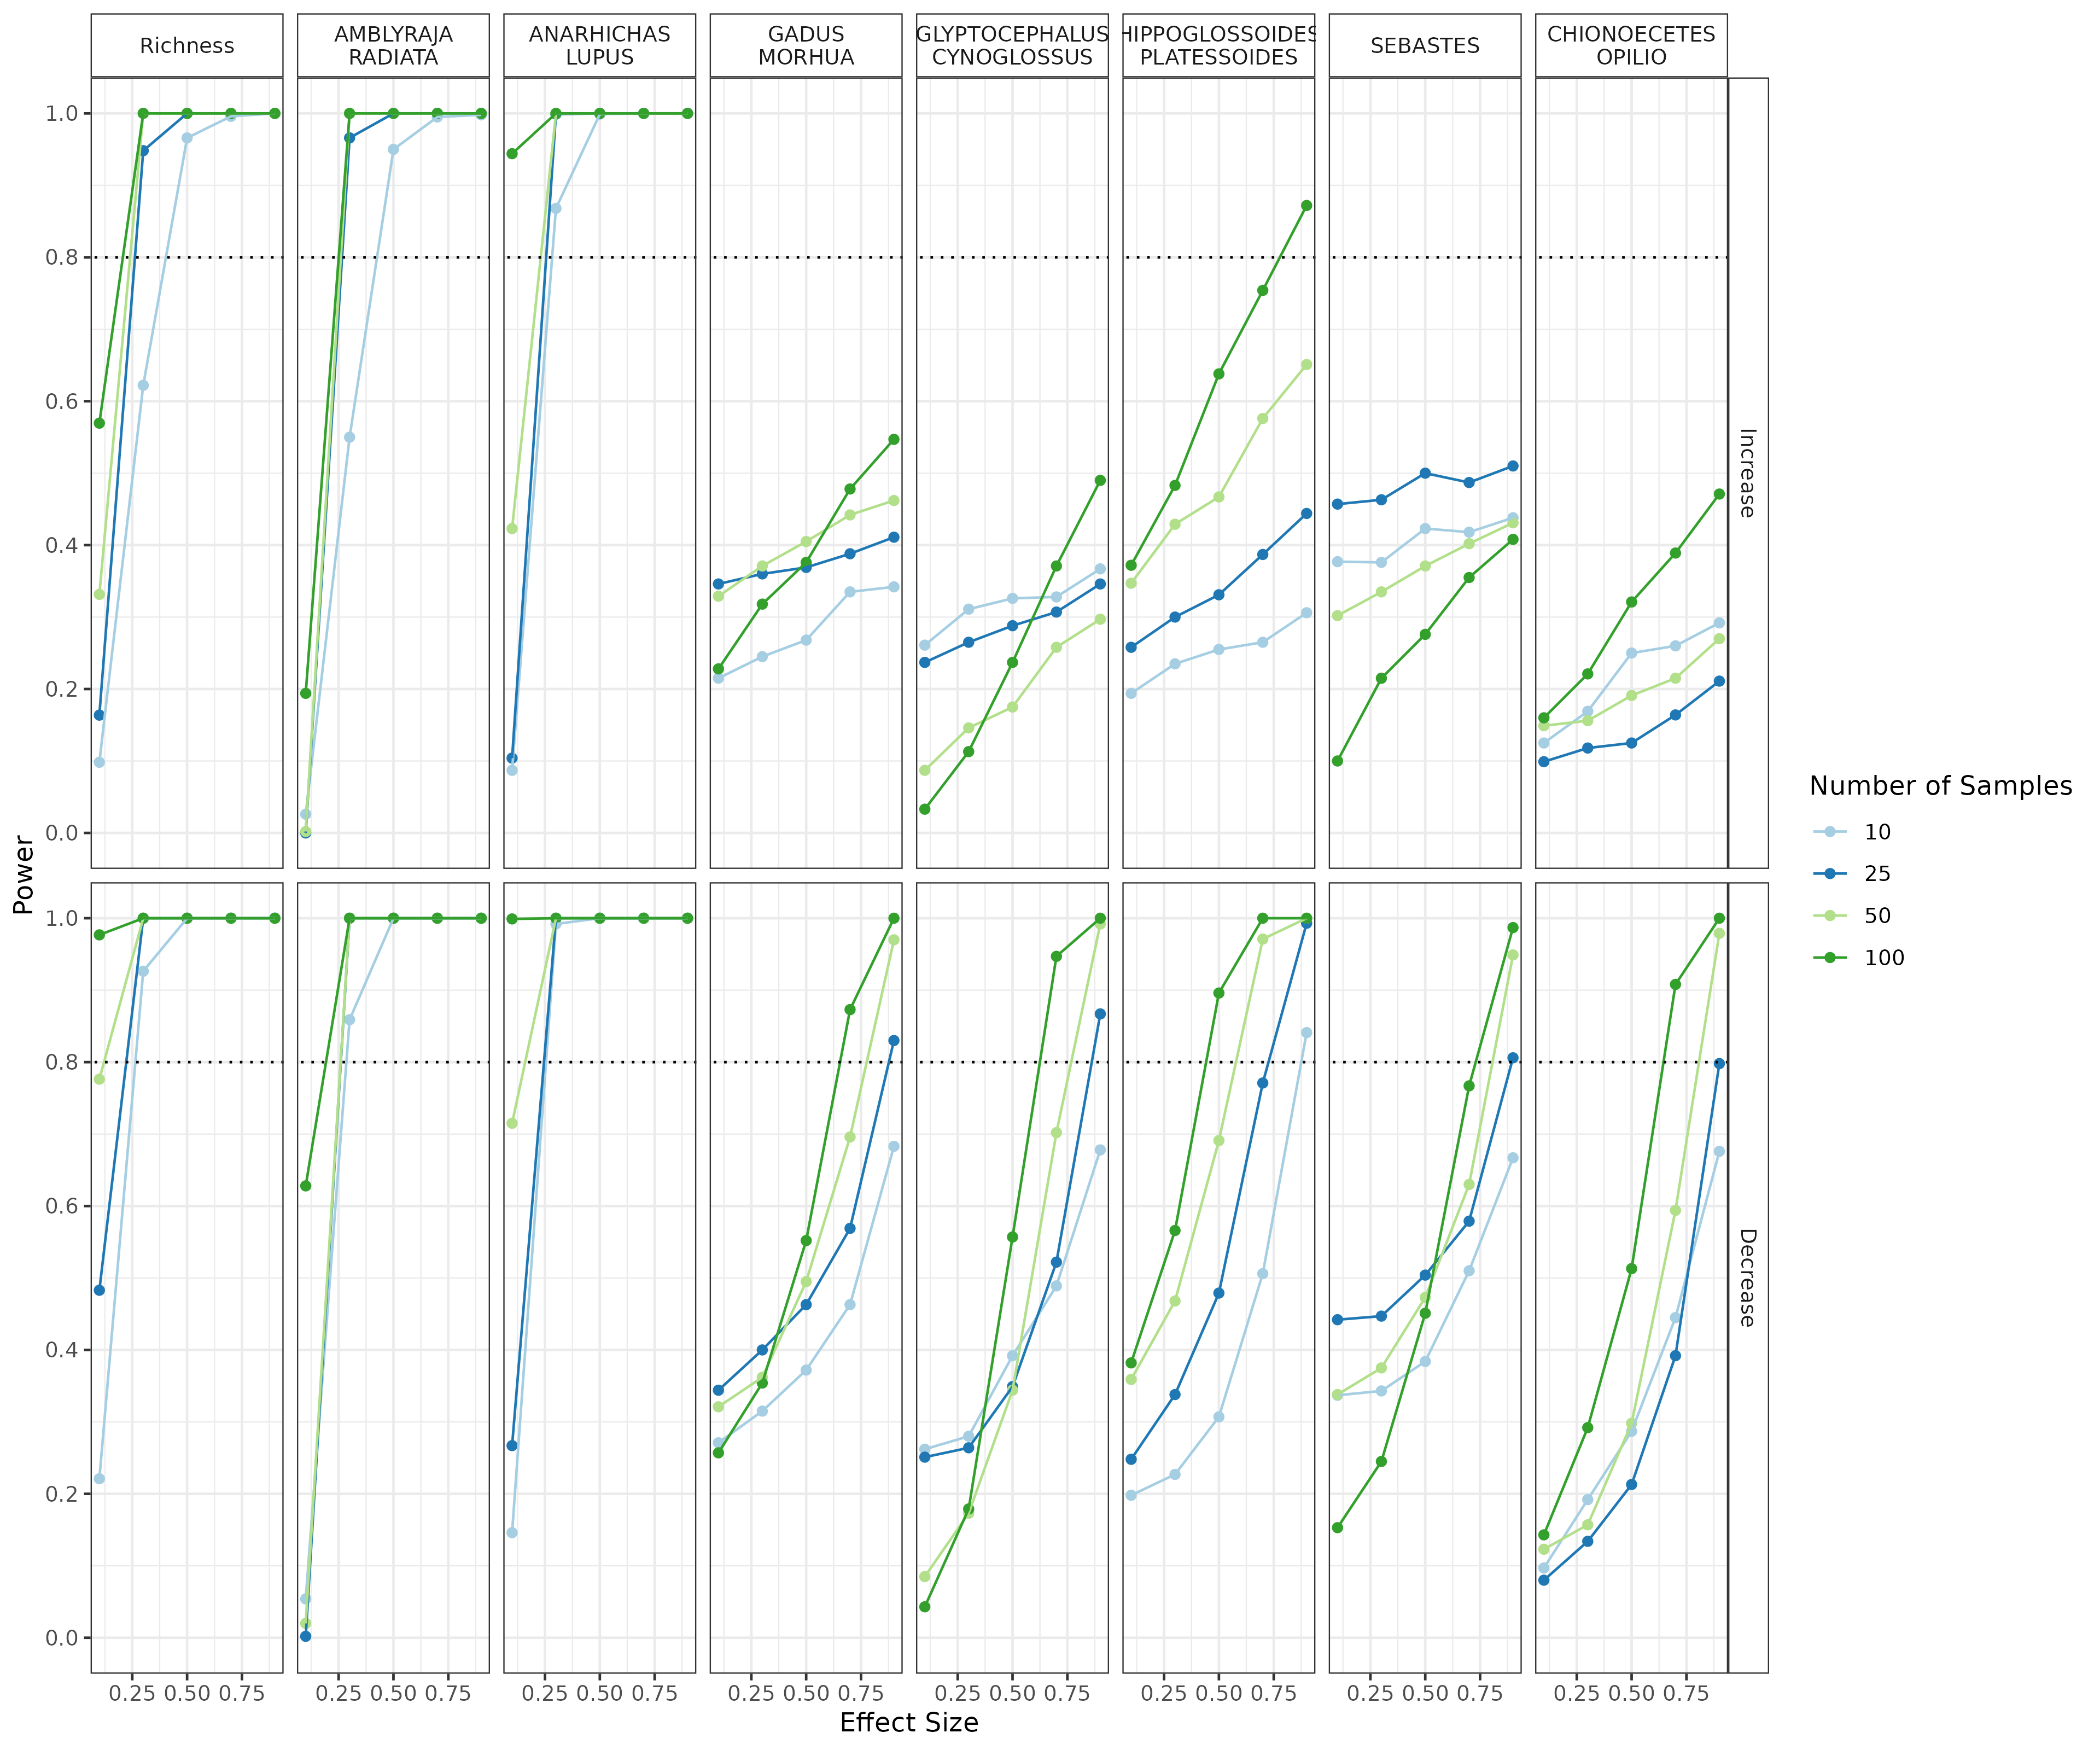 Richness
AMBLYRAJA
RADIATA
ANARHICHAS
LUPUS
GADUS
MORHUA
GLYPTOCEPHALUS
CYNOGLOSSUS
HIPPOGLOSSOIDES
PLATESSOIDES
SEBASTES
CHIONOECETES
OPILIO
Power
1.0
0.8
0.6
0.4
0.2
0.0
Increase
1.0
0.8
0.6
0.4
0.2
0.0
Decrease
0.25 0.50 0.75
0.25 0.50 0.75
0.25 0.50 0.75
0.25 0.50 0.75
0.25 0.50 0.75
0.25 0.50 0.75
0.25 0.50 0.75
0.25 0.50 0.75
Effect Size
Number of Samples
10
25
50
100